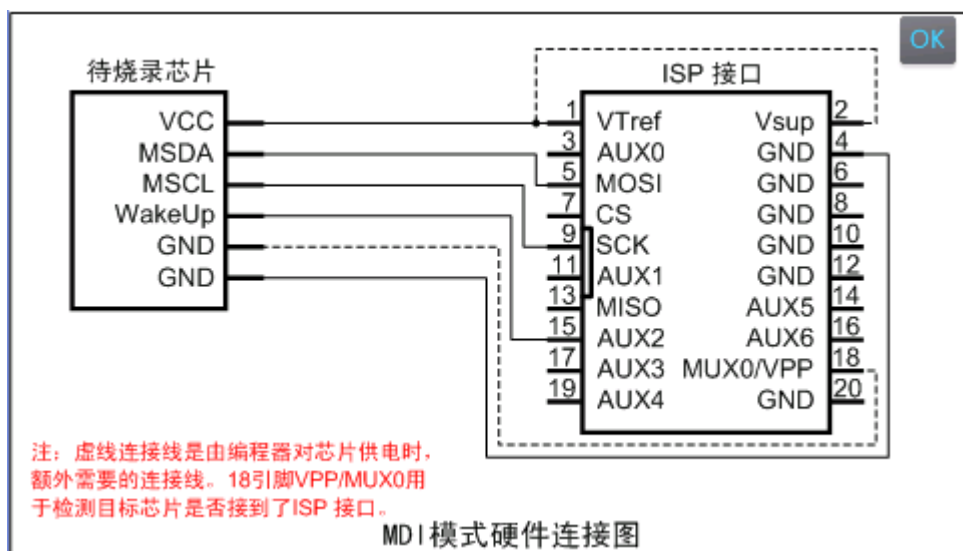 OK
待烧录芯片
ISP 接口
VCC
MSDA
MSCL
WakeUp
GND
GND
1 VTref Vsup 2
3 AUX0 GND 4
5 MOSI GND 6
7 CS GND 8
9 SCK GND 10
11 AUX1 GND 12
13 MISO AUX5 14
15 AUX2 AUX6 16
17 AUX3 MUX0/VPP 18
19 AUX4 GND 20
注：虚线连接线是由编程器对芯片供电时，
额外需要的连接线。18引脚VPP/MUX0用
于检测目标芯片是否接到了ISP 接口。
MDI模式硬件连接图